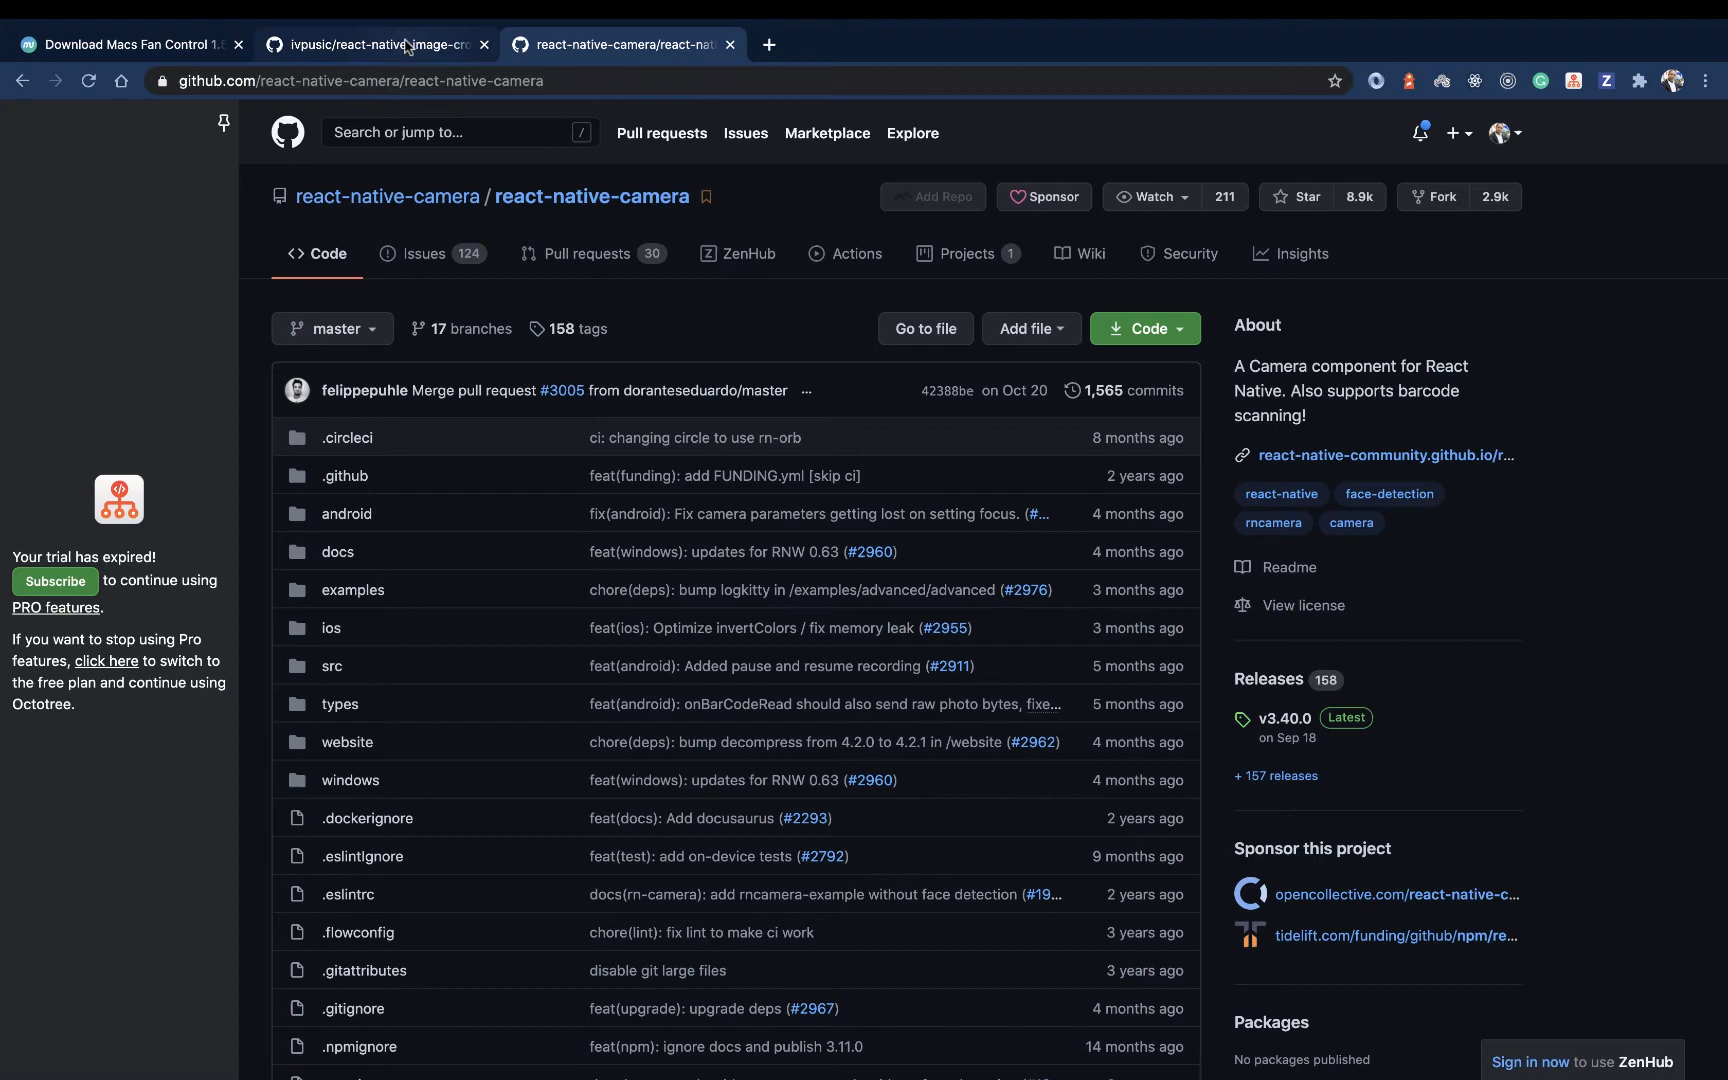 Download Macs Fan Control 1.5
ivpusic/react-native-image-cro
react-native-camera/react-nat
github.com/react-native-camera/react-native-camera
Search or jump to... /
Pull requests Issues Marketplace Explore
react-native-camera / react-native-camera
Add Repo Sponsor Watch 211 Star 8.9k Fork 2.9k
<> Code Issues 124 Pull requests 30 ZenHub Actions Projects 1 Wiki Security Insights
master 17 branches 158 tags Go to file Add file Code
felippepuhle Merge pull request #3005 from doranteseduardo/master ... 42388be on Oct 20 1,565 commits
.circleci ci: changing circle to use rn-orb 8 months ago
.github feat(funding): add FUNDING.yml [skip ci] 2 years ago
android fix(android): Fix camera parameters getting lost on setting focus. (#... 4 months ago
docs feat(windows): updates for RNW 0.63 (#2960) 4 months ago
examples chore(deps): bump logkitty in /examples/advanced/advanced (#2976) 3 months ago
ios feat(ios): Optimize invertColors / fix memory leak (#2955) 3 months ago
src feat(android): Added pause and resume recording (#2911) 5 months ago
types feat(android): onBarCodeRead should also send raw photo bytes, fixe... 5 months ago
website chore(deps): bump decompress from 4.2.0 to 4.2.1 in /website (#2962) 4 months ago
windows feat(windows): updates for RNW 0.63 (#2960) 4 months ago
.dockerignore feat(docs): Add docusaurus (#2293) 2 years ago
.eslintIgnore feat(test): add on-device tests (#2792) 9 months ago
.eslintrc docs(rn-camera): add rncamera-example without face detection (#19... 2 years ago
.flowconfig chore(lint): fix lint to make ci work 3 years ago
.gitattributes disable git large files 3 years ago
.gitignore feat(upgrade): upgrade deps (#2967) 4 months ago
.npmignore feat(npm): ignore docs and publish 3.11.0 14 months ago
About
A Camera component for React
Native. Also supports barcode
scanning!
react-native-community.github.io/r...
react-native face-detection
rncamera camera
Readme
View license
Releases 158
v3.40.0 Latest
on Sep 18
+ 157 releases
Sponsor this project
opencollective.com/react-native-c...
tidelift.com/funding/github/npm/re...
Packages
No packages published
Sign in now to use ZenHub
Your trial has expired!
Subscribe to continue using
PRO features.
If you want to stop using Pro
features, click here to switch to
the free plan and continue using
Octotree.